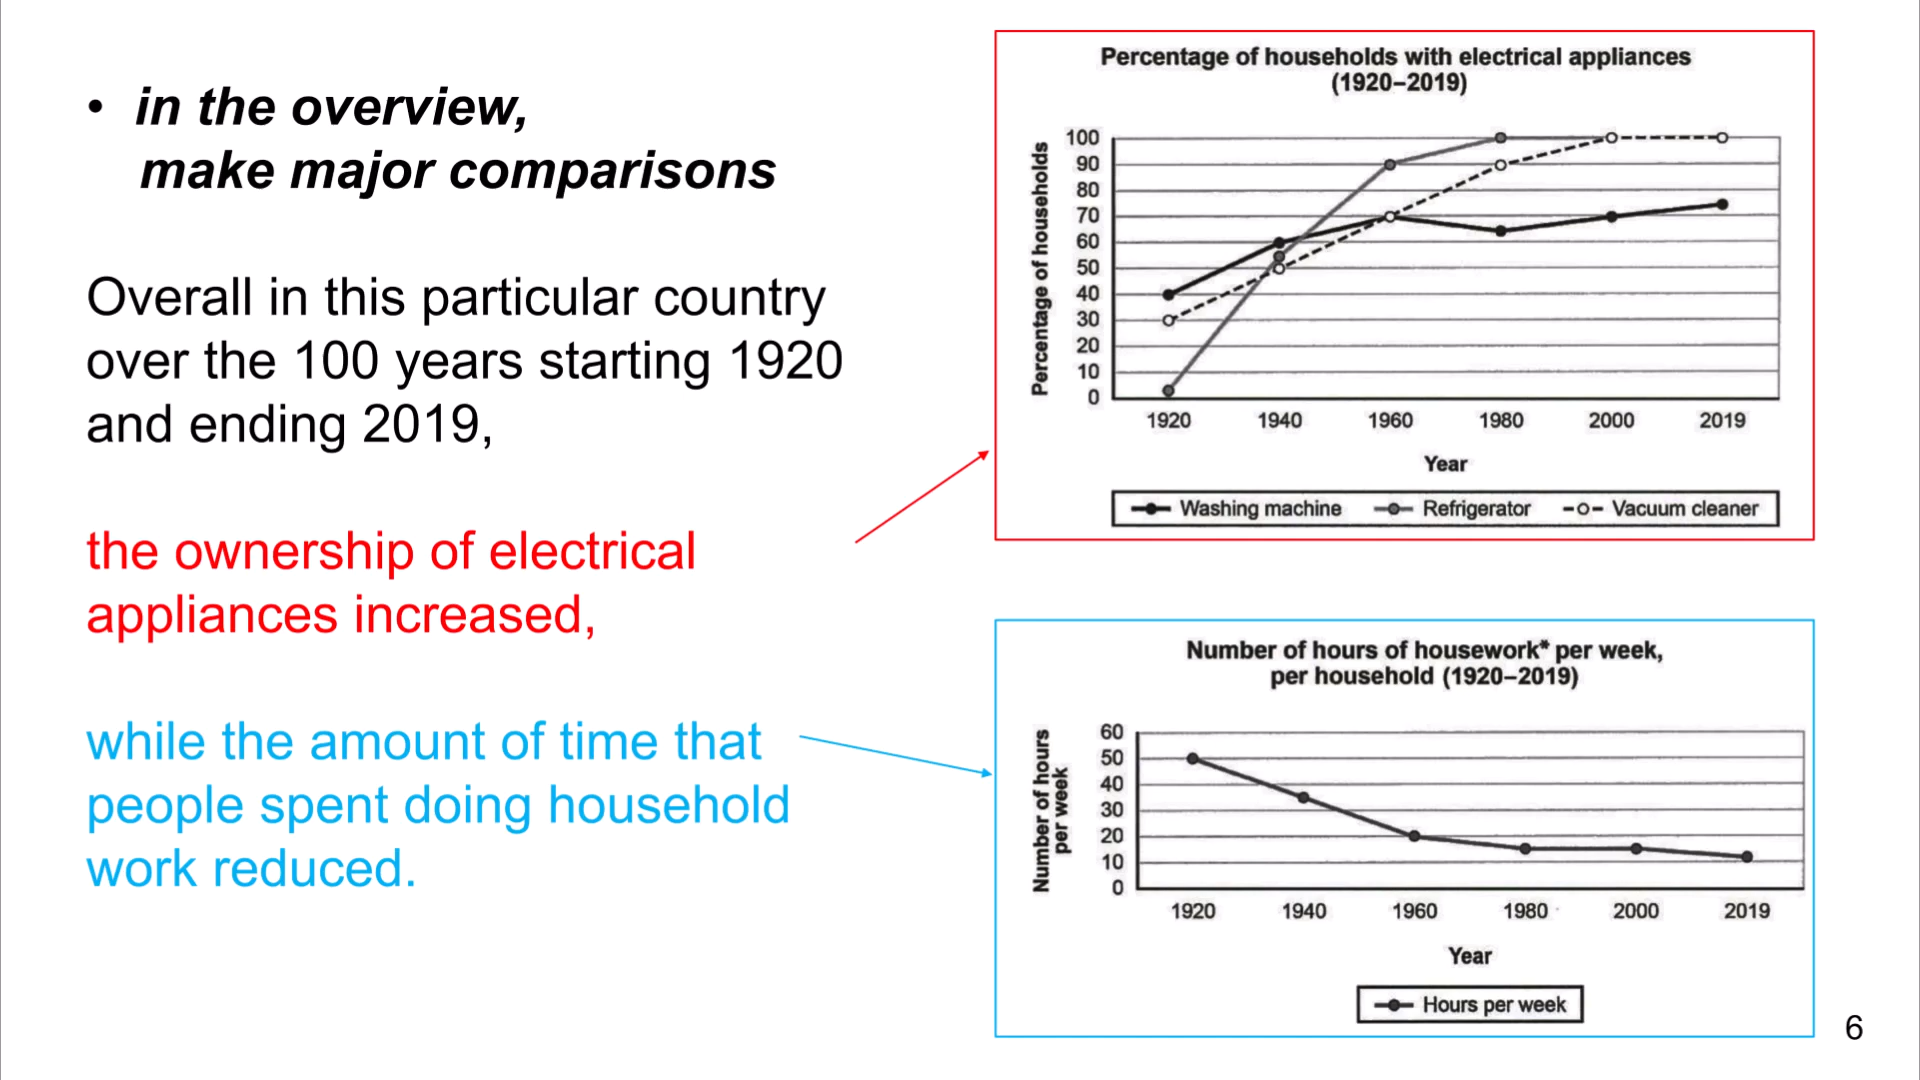 • in the overview,
make major comparisons
Overall in this particular country
over the 100 years starting 1920
and ending 2019,
the ownership of electrical
appliances increased,
while the amount of time that
people spent doing household
work reduced.
Percentage of households with electrical appliances
(1920–2019)
Percentage of households
100
90
80
70
60
50
40
30
20
10
0
1920 1940 1960 1980 2000 2019
Year
Washing machine Refrigerator Vacuum cleaner
Number of hours of housework* per week,
per household (1920–2019)
Number of hours
per week
60
50
40
30
20
10
0
1920 1940 1960 1980 2000 2019
Year
Hours per week
6